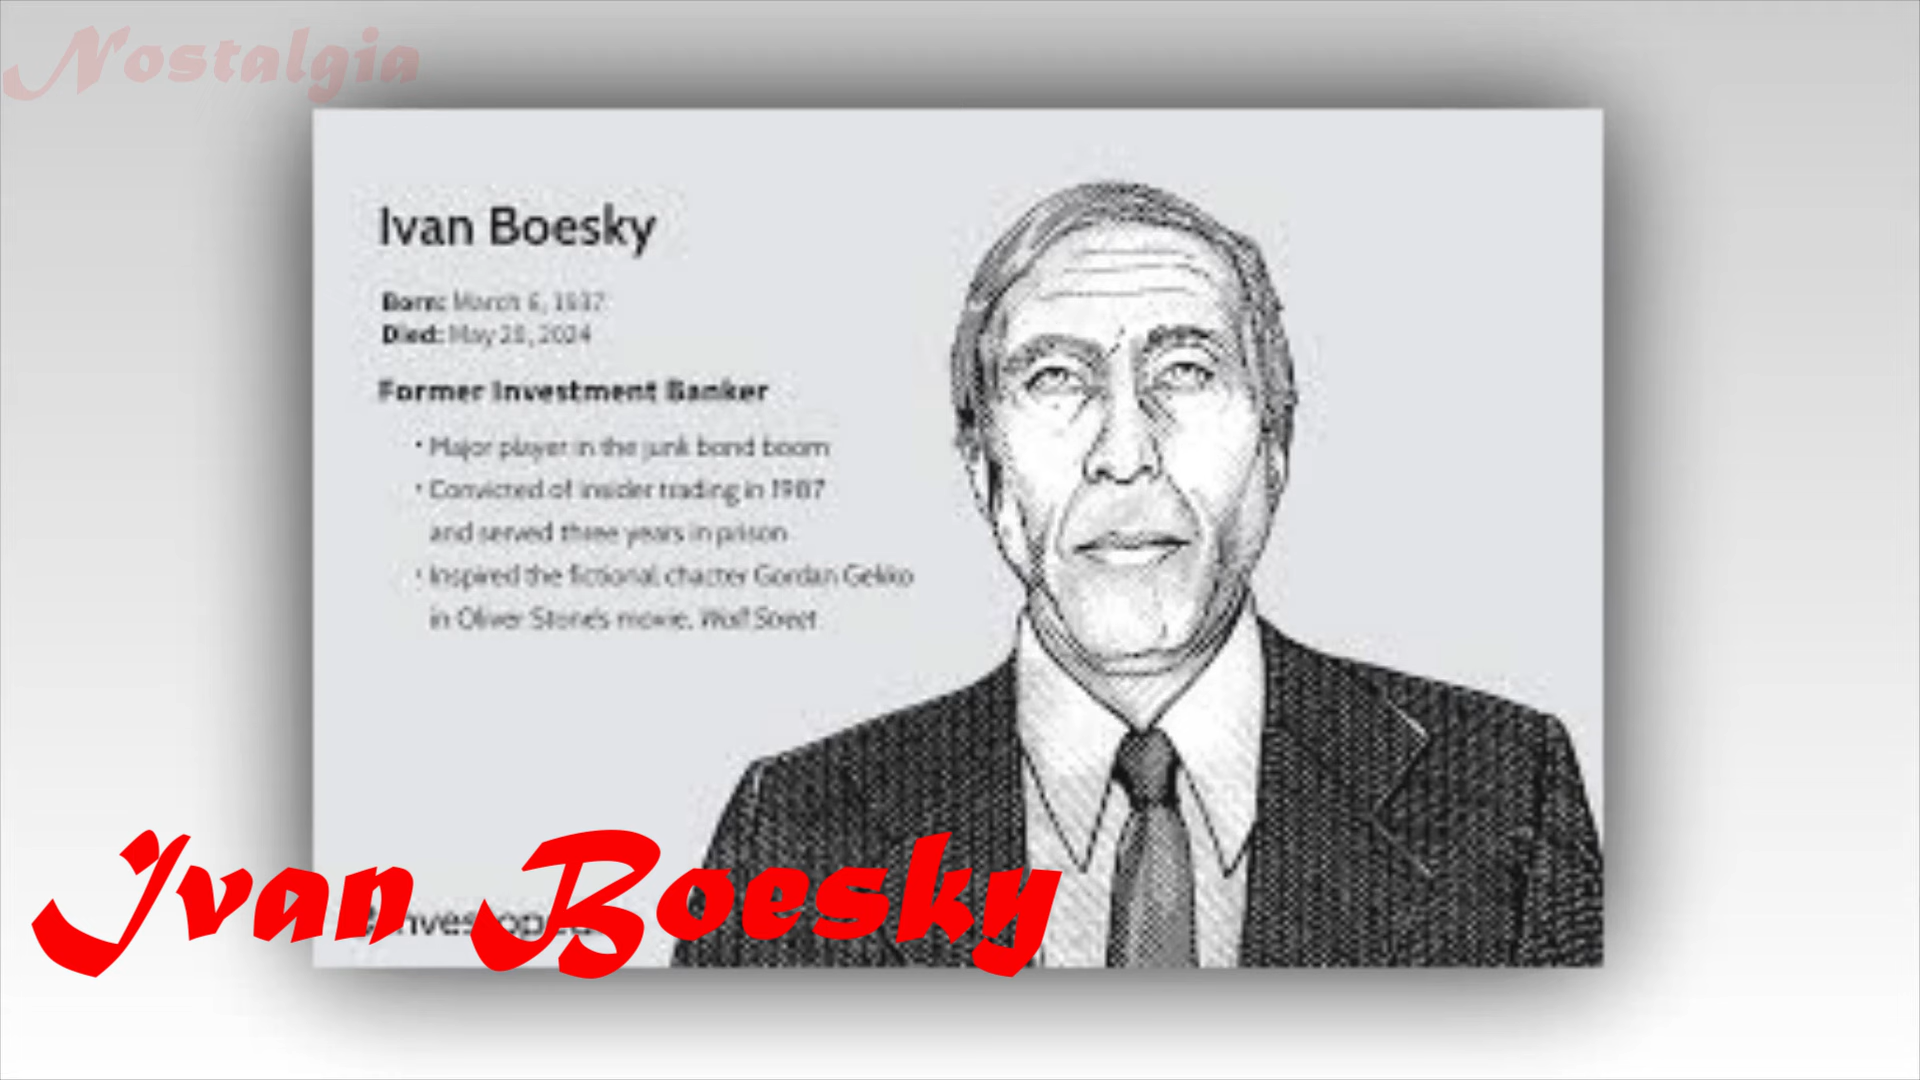 Nostalgia
Ivan Boesky
Born: March 6, 1937
Died: May 20, 2024
Former Investment Banker
• Major player in the junk bond boom
• Convicted of insider trading in 1987
and served three years in prison
• Inspired the fictional chacter Gordan Gekko
in Oliver Stone's movie, Wall Street
Ivan Boesky